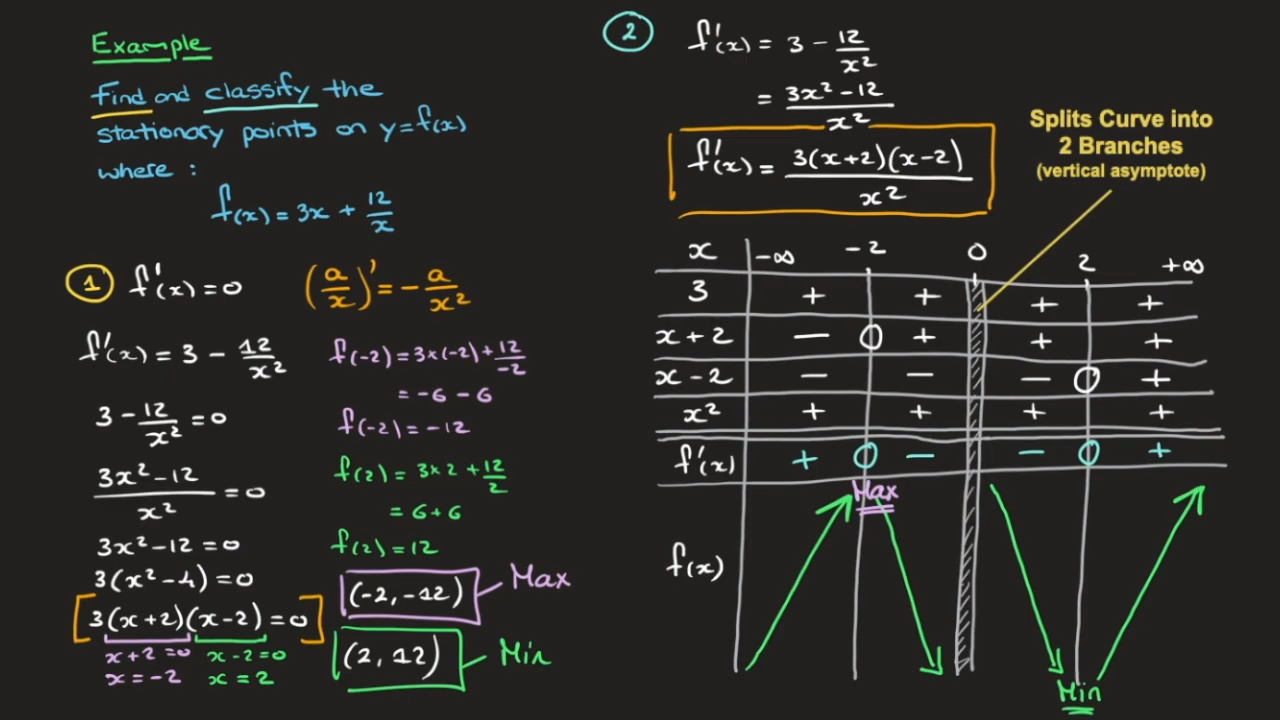 Example
Find and classify the
stationary points on y=f(x)
where :
f(x) = 3x + 12/x
1 f'(x) = 0 (a/x)' = - a/x²
f'(x) = 3 - 12/x²
3 - 12/x² = 0
(3x² - 12)/x² = 0
3x² - 12 = 0
3(x² - 4) = 0
[3(x+2)(x-2) = 0]
x+2=0 x-2=0
x=-2 x=2
f(-2) = 3×(-2) + 12/-2
= -6 - 6
f(-2) = -12
f(2) = 3×2 + 12/2
= 6+6
f(2) = 12
(-2, -12) Max
(2, 12) Min
2 f'(x) = 3 - 12/x²
= (3x² - 12)/x²
f'(x) = 3(x+2)(x-2)/x²
Splits Curve into
2 Branches
(vertical asymptote)
x -∞ -2 0 2 +∞
3 + + + +
x+2 - 0 + + +
x-2 - - - 0 +
x² + + + +
f'(x) + 0 - - 0 +
Max
f(x)
Min